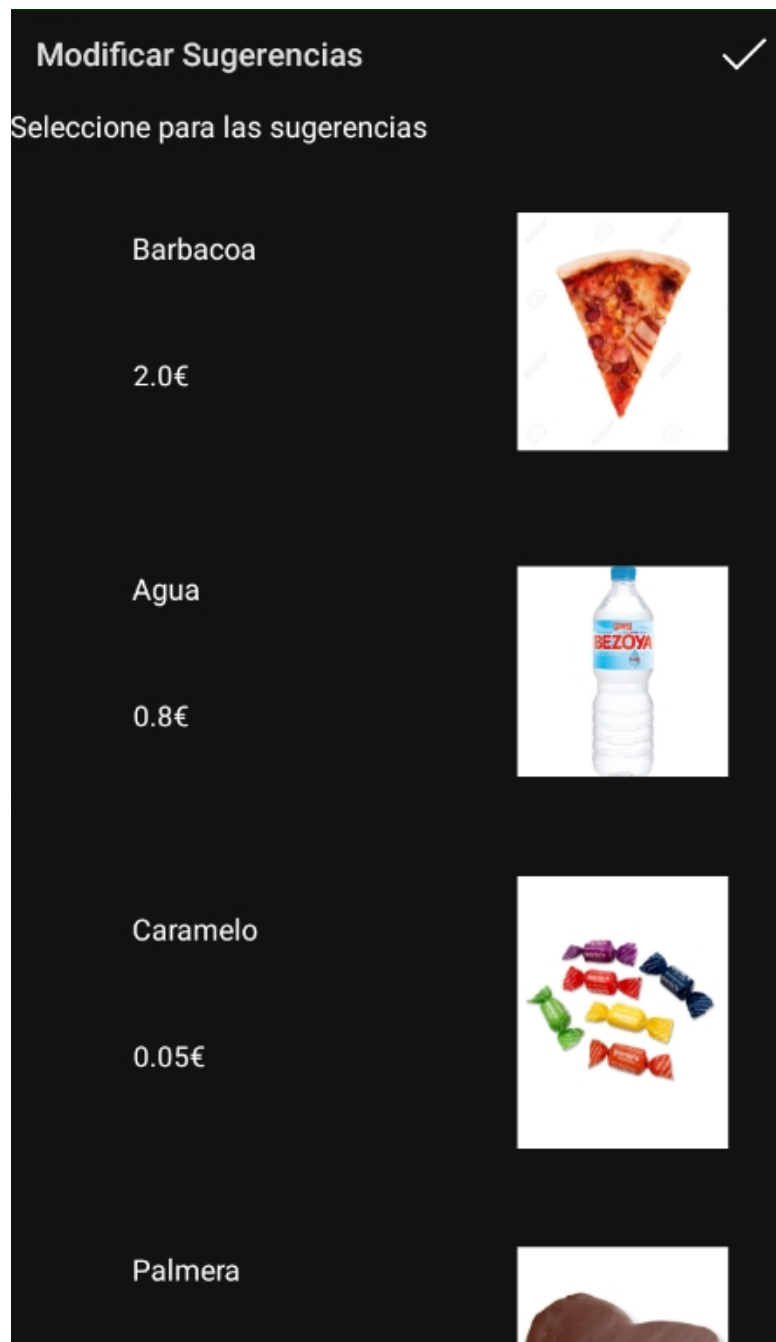 Modificar Sugerencias
Seleccione para las sugerencias
Barbacoa
2.0€
Agua
BEZOYA
0.8€
Caramelo
0.05€
Palmera